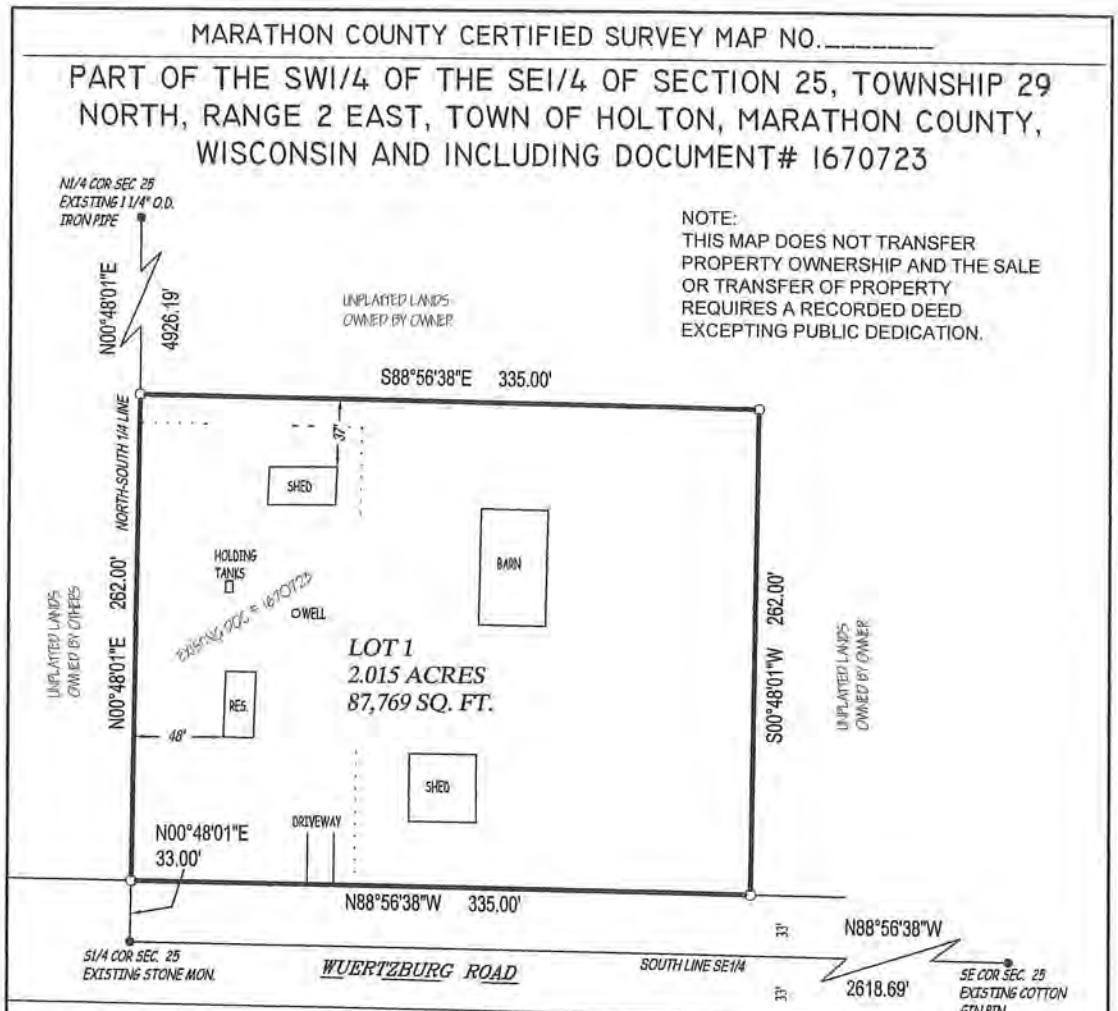 MARATHON COUNTY CERTIFIED SURVEY MAP NO._______
PART OF THE SW1/4 OF THE SE1/4 OF SECTION 25, TOWNSHIP 29
NORTH, RANGE 2 EAST, TOWN OF HOLTON, MARATHON COUNTY,
WISCONSIN AND INCLUDING DOCUMENT# 1670723
N1/4 COR SEC 25
EXISTING 1 1/4" O.D.
IRON PIPE
NOTE:
THIS MAP DOES NOT TRANSFER
PROPERTY OWNERSHIP AND THE SALE
OR TRANSFER OF PROPERTY
REQUIRES A RECORDED DEED
EXCEPTING PUBLIC DEDICATION.
N00°48'01"E
4926.19'
UNPLATTED LANDS
OWNED BY OWNER
S88°56'38"E 335.00'
NORTH-SOUTH 1/4 LINE
37'
SHED
BARN
HOLDING
TANKS
EXISTING DOC # 1670723
WELL
UNPLATTED LANDS
OWNED BY OTHERS
N00°48'01"E 262.00'
LOT 1
2.015 ACRES
87,769 SQ. FT.
S00°48'01"W 262.00'
UNPLATTED LANDS
OWNED BY OWNER
RES.
48'
SHED
DRIVEWAY
N00°48'01"E
33.00'
N88°56'38"W 335.00'
33'
N88°56'38"W
S1/4 COR SEC. 25
EXISTING STONE MON.
WUERTZBURG ROAD
SOUTH LINE SE1/4
33'
2618.69'
SE COR SEC. 25
EXISTING COTTON
GIN PIN